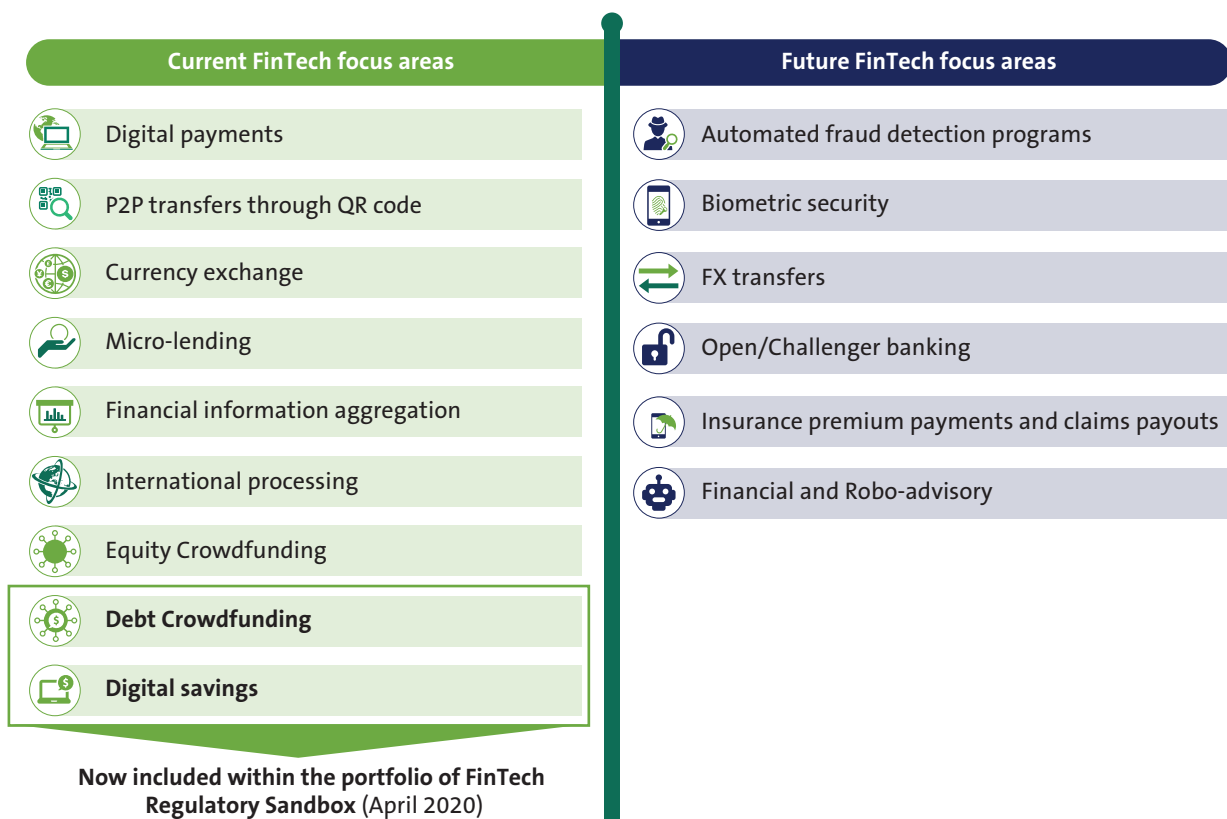 Current FinTech focus areas
Digital payments
P2P transfers through QR code
Currency exchange
Micro-lending
Financial information aggregation
International processing
Equity Crowdfunding
Debt Crowdfunding
Digital savings
Now included within the portfolio of FinTech
Regulatory Sandbox (April 2020)
Future FinTech focus areas
Automated fraud detection programs
Biometric security
FX transfers
Open/Challenger banking
Insurance premium payments and claims payouts
Financial and Robo-advisory